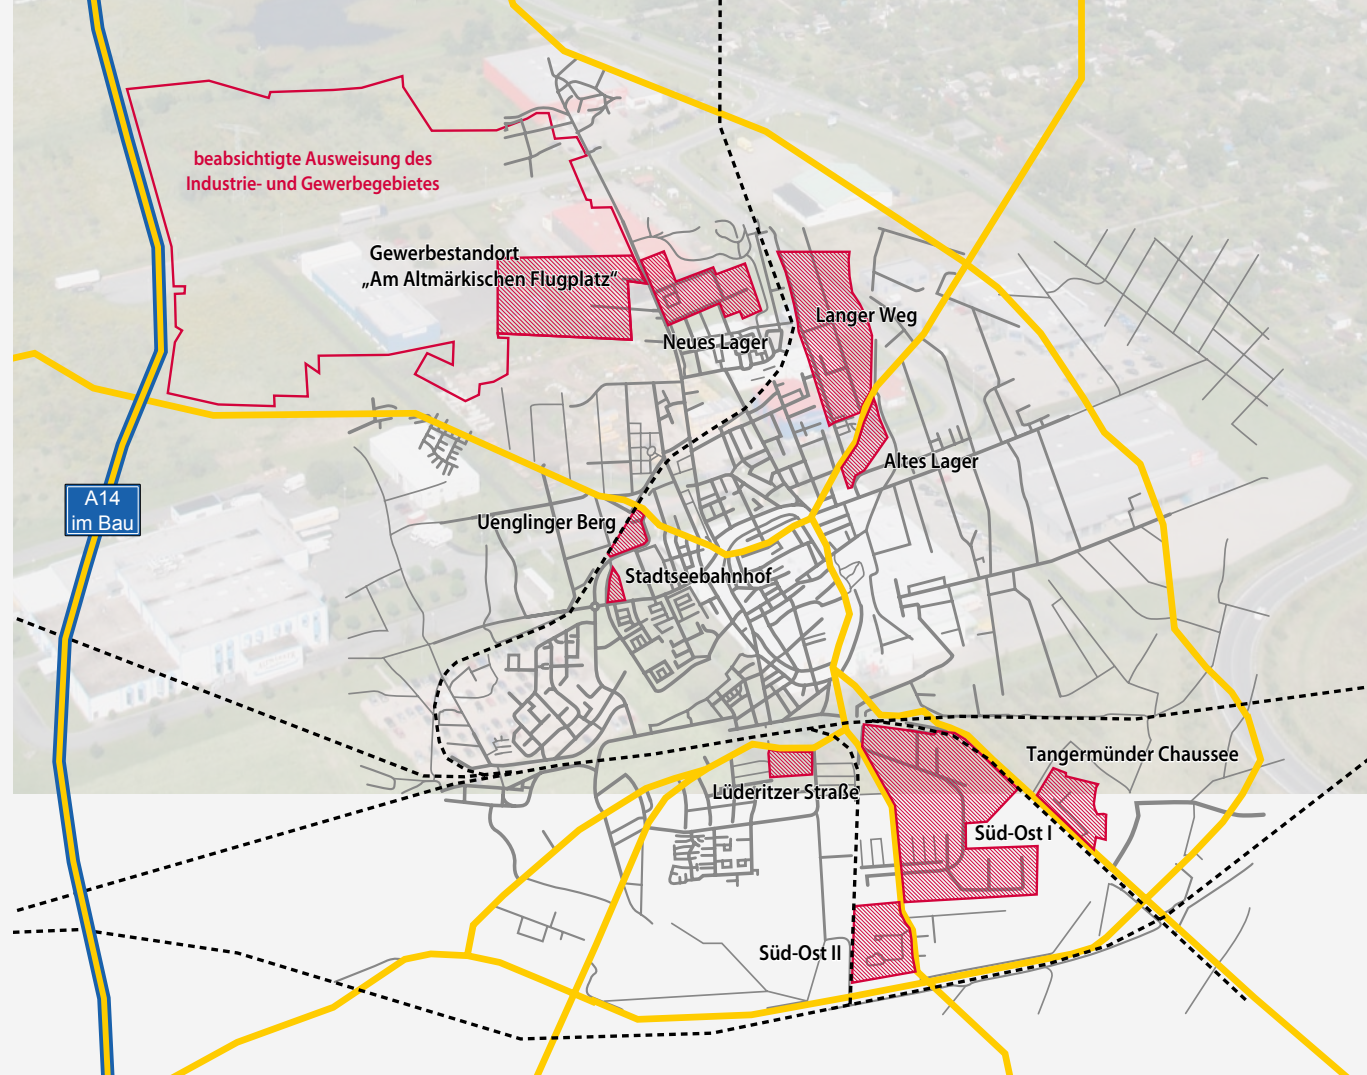 beabsichtigte Ausweisung des
Industrie- und Gewerbegebietes
Gewerbestandort
„Am Altmärkischen Flugplatz“
Langer Weg
Neues Lager
Altes Lager
A14
im Bau
Uenglinger Berg
Stadtseebahnhof
Tangermünder Chaussee
Lüderitzer Straße
Süd-Ost I
Süd-Ost II